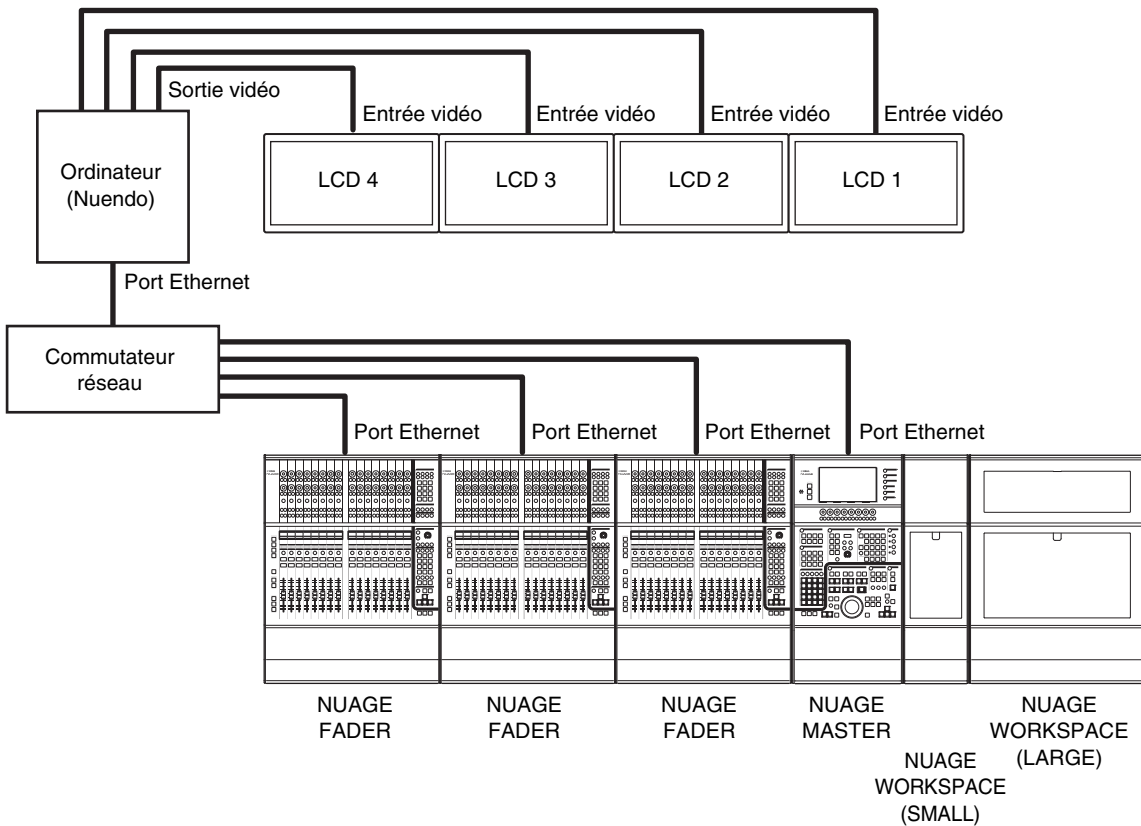 Sortie vidéo
Entrée vidéo
Entrée vidéo
Entrée vidéo
Entrée vidéo
Ordinateur
(Nuendo)
LCD 4
LCD 3
LCD 2
LCD 1
Port Ethernet
Commutateur
réseau
Port Ethernet
Port Ethernet
Port Ethernet
Port Ethernet
NUAGE
FADER
NUAGE
FADER
NUAGE
FADER
NUAGE
MASTER
NUAGE
WORKSPACE
(SMALL)
NUAGE
WORKSPACE
(LARGE)